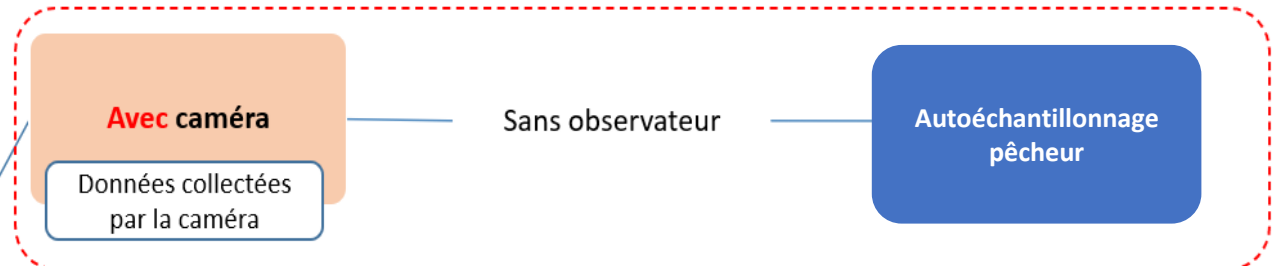 Avec caméra
Données collectées
par la caméra
Sans observateur
Autoéchantillonnage
pêcheur